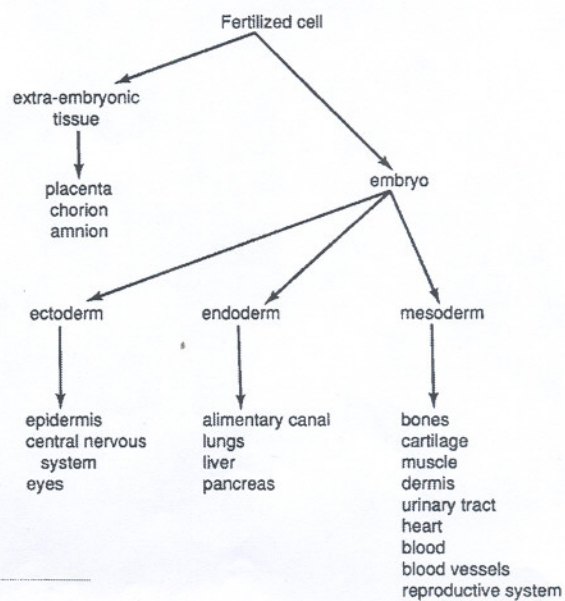 Fertilized cell
extra-embryonic
tissue
placenta
chorion
amnion
embryo
ectoderm
endoderm
mesoderm
epidermis
central nervous
system
eyes
alimentary canal
lungs
liver
pancreas
bones
cartilage
muscle
dermis
urinary tract
heart
blood
blood vessels
reproductive system